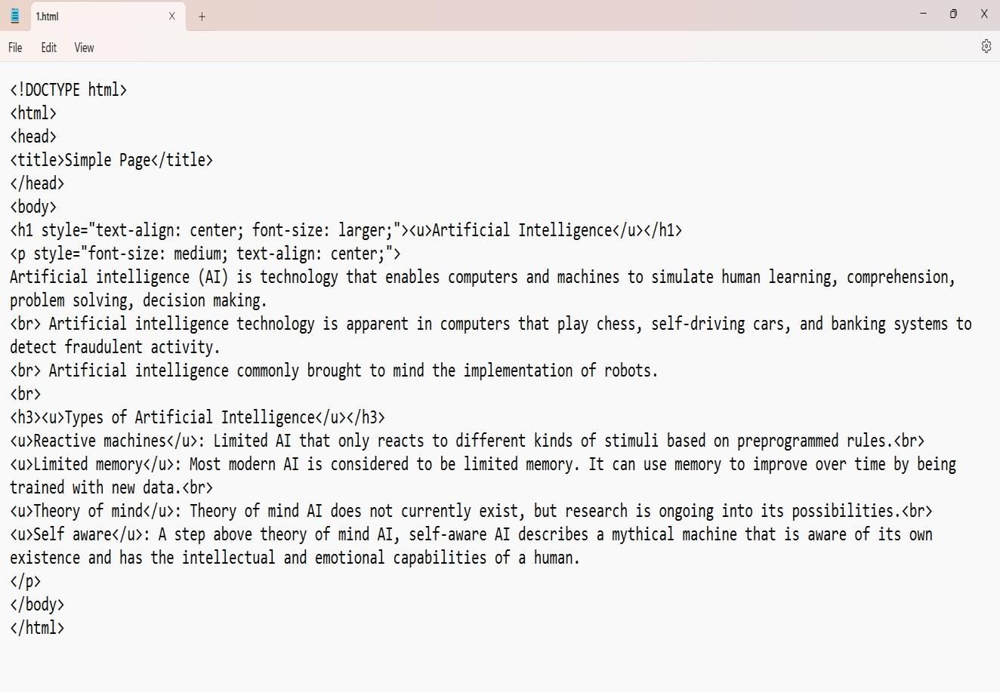 1.html X +
File Edit View
<!DOCTYPE html>
<html>
<head>
<title>Simple Page</title>
</head>
<body>
<h1 style="text-align: center; font-size: larger;"><u>Artificial Intelligence</u></h1>
<p style="font-size: medium; text-align: center;">
Artificial intelligence (AI) is technology that enables computers and machines to simulate human learning, comprehension,
problem solving, decision making.
<br> Artificial intelligence technology is apparent in computers that play chess, self-driving cars, and banking systems to
detect fraudulent activity.
<br> Artificial intelligence commonly brought to mind the implementation of robots.
<br>
<h3><u>Types of Artificial Intelligence</u></h3>
<u>Reactive machines</u>: Limited AI that only reacts to different kinds of stimuli based on preprogrammed rules.<br>
<u>Limited memory</u>: Most modern AI is considered to be limited memory. It can use memory to improve over time by being
trained with new data.<br>
<u>Theory of mind</u>: Theory of mind AI does not currently exist, but research is ongoing into its possibilities.<br>
<u>Self aware</u>: A step above theory of mind AI, self-aware AI describes a mythical machine that is aware of its own
existence and has the intellectual and emotional capabilities of a human.
</p>
</body>
</html>